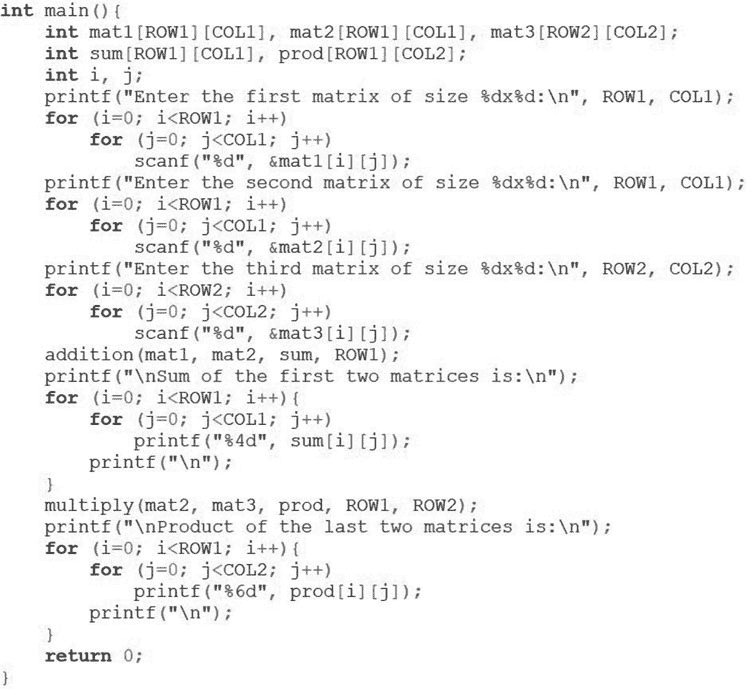 int main(){
    int mat1[ROW1][COL1], mat2[ROW1][COL1], mat3[ROW2][COL2];
    int sum[ROW1][COL1], prod[ROW1][COL2];
    int i, j;
    printf("Enter the first matrix of size %dx%d:\n", ROW1, COL1);
    for (i=0; i<ROW1; i++)
        for (j=0; j<COL1; j++)
            scanf("%d", &mat1[i][j]);
    printf("Enter the second matrix of size %dx%d:\n", ROW1, COL1);
    for (i=0; i<ROW1; i++)
        for (j=0; j<COL1; j++)
            scanf("%d", &mat2[i][j]);
    printf("Enter the third matrix of size %dx%d:\n", ROW2, COL2);
    for (i=0; i<ROW2; i++)
        for (j=0; j<COL2; j++)
            scanf("%d", &mat3[i][j]);
    addition(mat1, mat2, sum, ROW1);
    printf("\nSum of the first two matrices is:\n");
    for (i=0; i<ROW1; i++){
        for (j=0; j<COL1; j++)
            printf("%4d", sum[i][j]);
        printf("\n");
    }
    multiply(mat2, mat3, prod, ROW1, ROW2);
    printf("\nProduct of the last two matrices is:\n");
    for (i=0; i<ROW1; i++){
        for (j=0; j<COL2; j++)
            printf("%6d", prod[i][j]);
        printf("\n");
    }
    return 0;
}